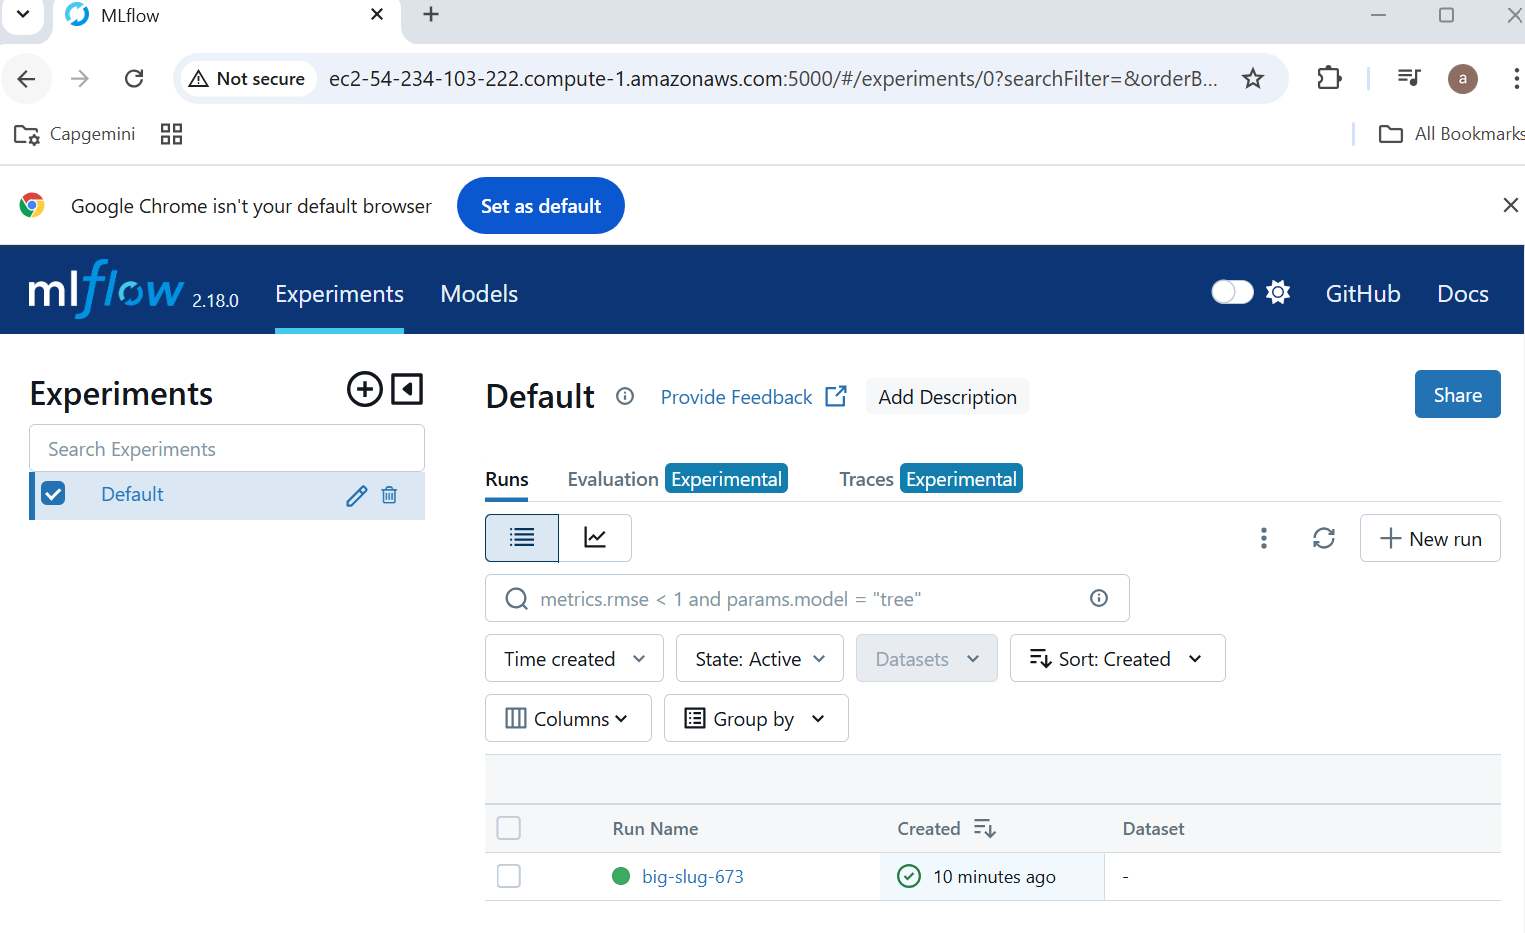 MLflow
Not secure ec2-54-234-103-222.compute-1.amazonaws.com:5000/#/experiments/0?searchFilter=&orderB... a
Capgemini All Bookmarks
Google Chrome isn't your default browser Set as default
mlflow 2.18.0 Experiments Models GitHub Docs
Experiments
Search Experiments
Default
Default Provide Feedback Add Description Share
Runs Evaluation Experimental Traces Experimental
New run
metrics.rmse < 1 and params.model = "tree"
Time created State: Active Datasets Sort: Created
Columns Group by
Run Name Created Dataset
big-slug-673 10 minutes ago -